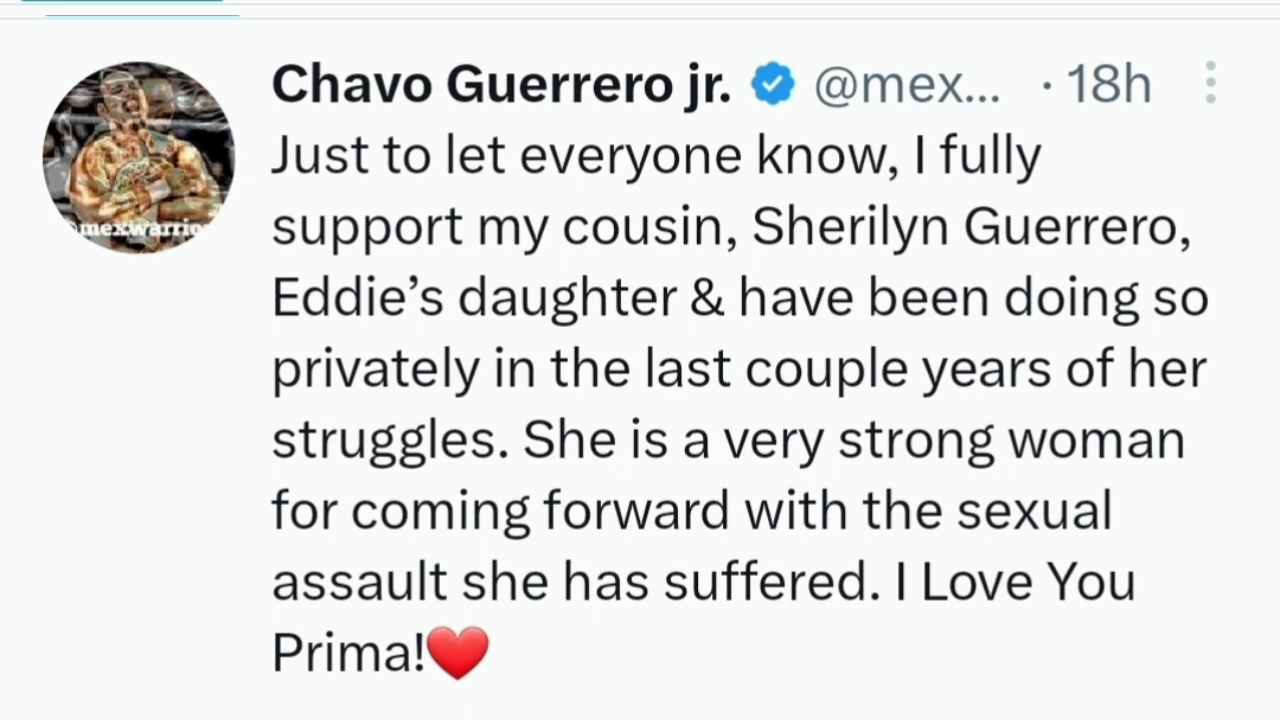 Chavo Guerrero jr. @mex... · 18h
Just to let everyone know, I fully
support my cousin, Sherilyn Guerrero,
Eddie’s daughter & have been doing so
privately in the last couple years of her
struggles. She is a very strong woman
for coming forward with the sexual
assault she has suffered. I Love You
Prima!❤️
mexwarrio